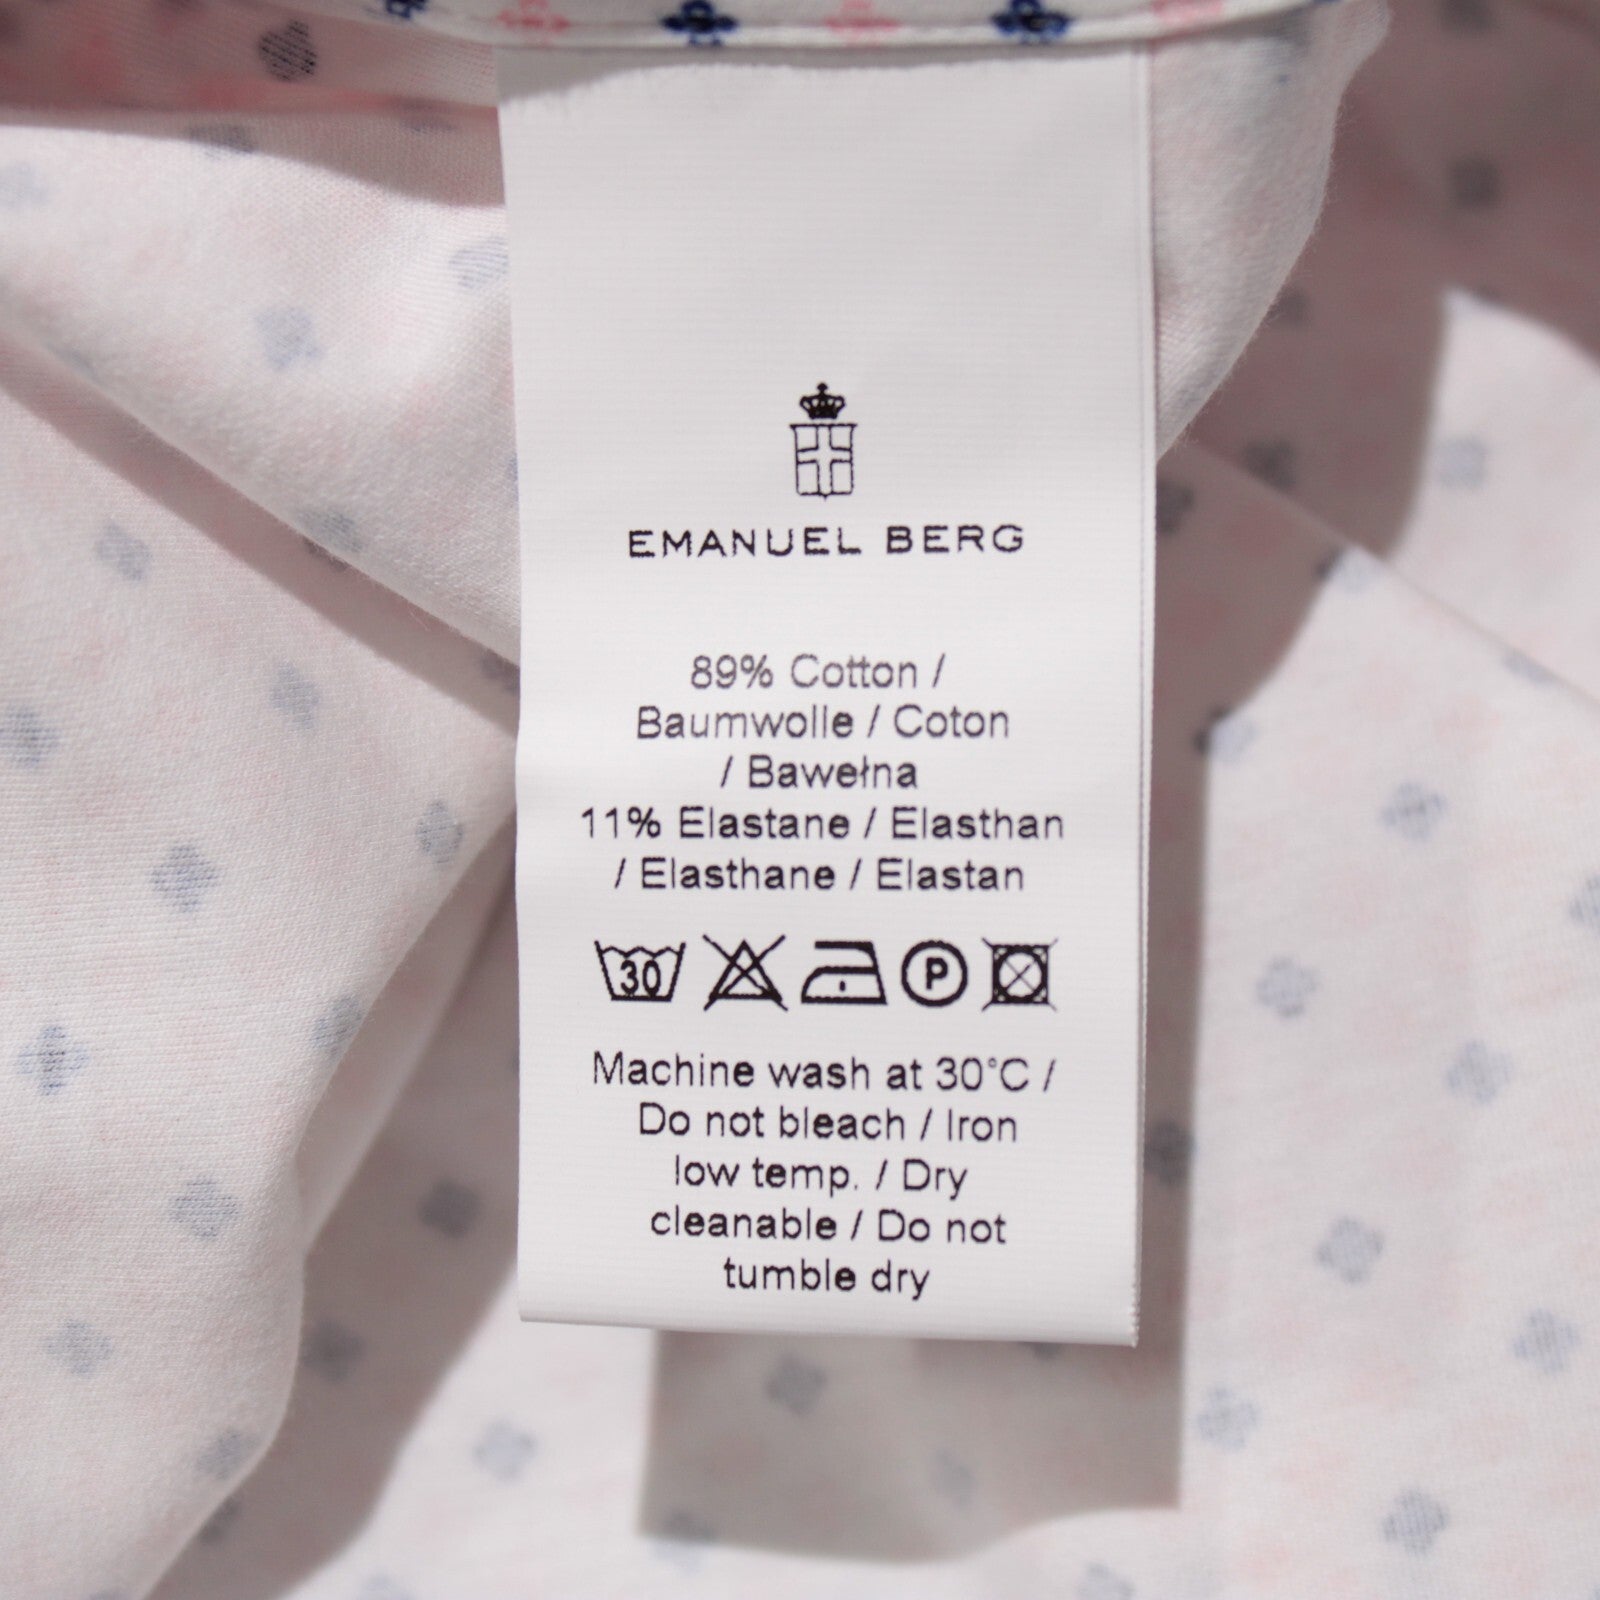 EMANUEL BERG
89% Cotton /
Baumwolle / Coton
/ Bawełna
11% Elastane / Elasthan
/ Elasthane / Elastan
30 P
Machine wash at 30°C /
Do not bleach / Iron
low temp. / Dry
cleanable / Do not
tumble dry